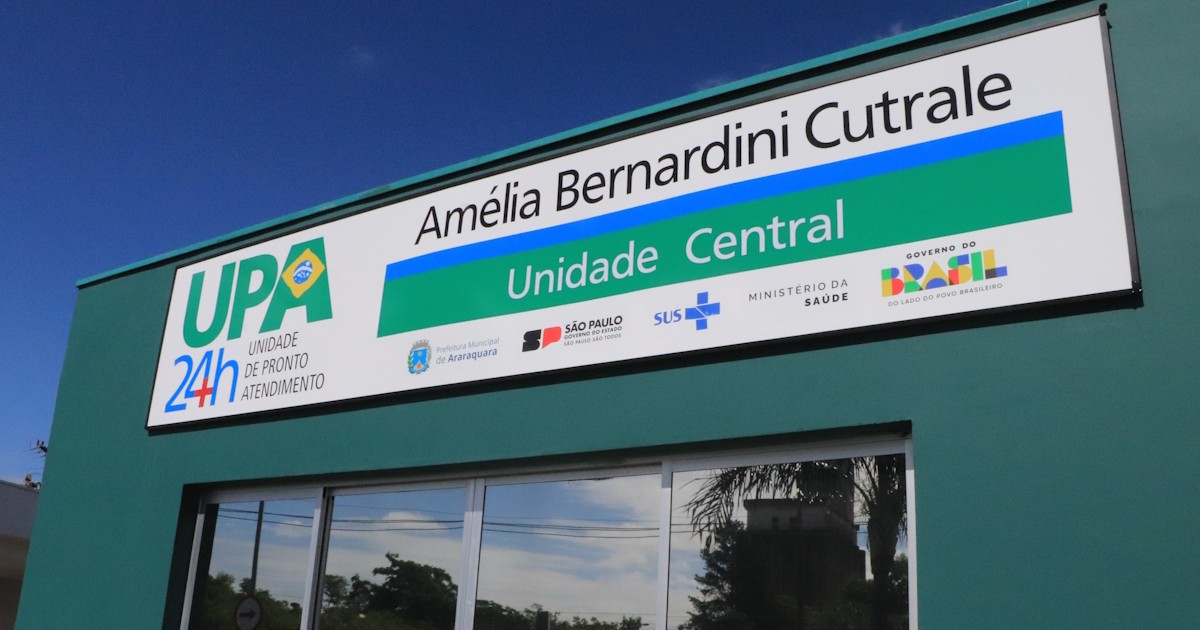 Amélia Bernardini Cutrale
Unidade Central
UPA
24h
UNIDADE
DE PRONTO
ATENDIMENTO
Prefeitura Municipal
de Araraquara
SP
SÃO PAULO
GOVERNO DO ESTADO
SÃO PAULO SÃO TODOS
SUS
MINISTÉRIO DA
SAÚDE
GOVERNO DO
BRASIL
DO LADO DO POVO BRASILEIRO